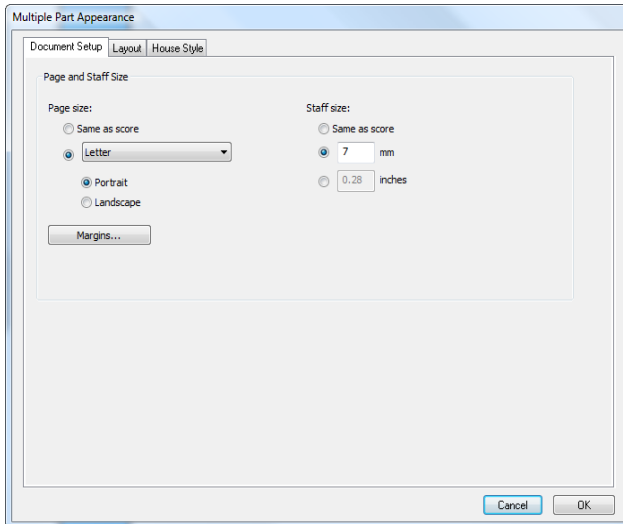 Multiple Part Appearance
Document Setup Layout House Style
Page and Staff Size
Page size:
Same as score
Letter
Portrait
Landscape
Margins...
Staff size:
Same as score
7 mm
0.28 inches
Cancel OK